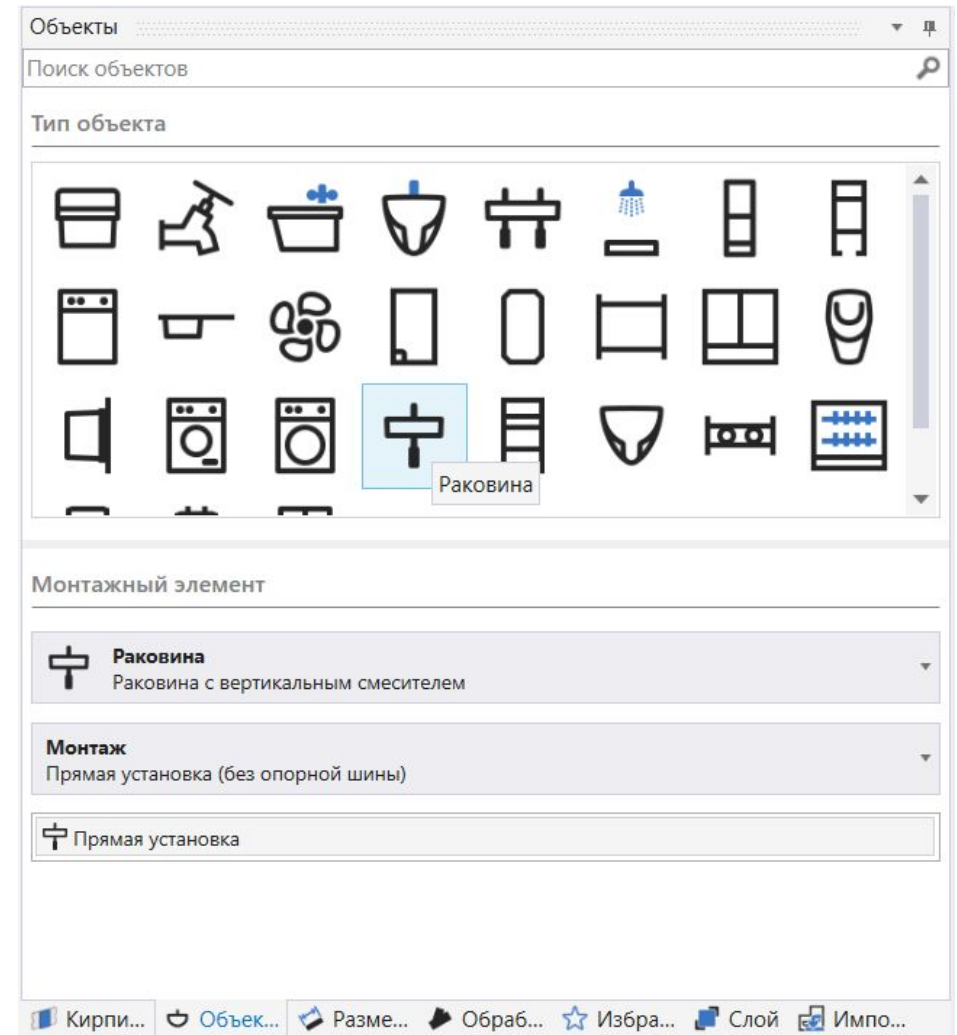 Объекты
Поиск объектов
Тип объекта
Раковина
Монтажный элемент
Раковина
Раковина с вертикальным смесителем
Монтаж
Прямая установка (без опорной шины)
Прямая установка
Кирпи... Объек... Разме... Обраб... Избра... Слой Импо...